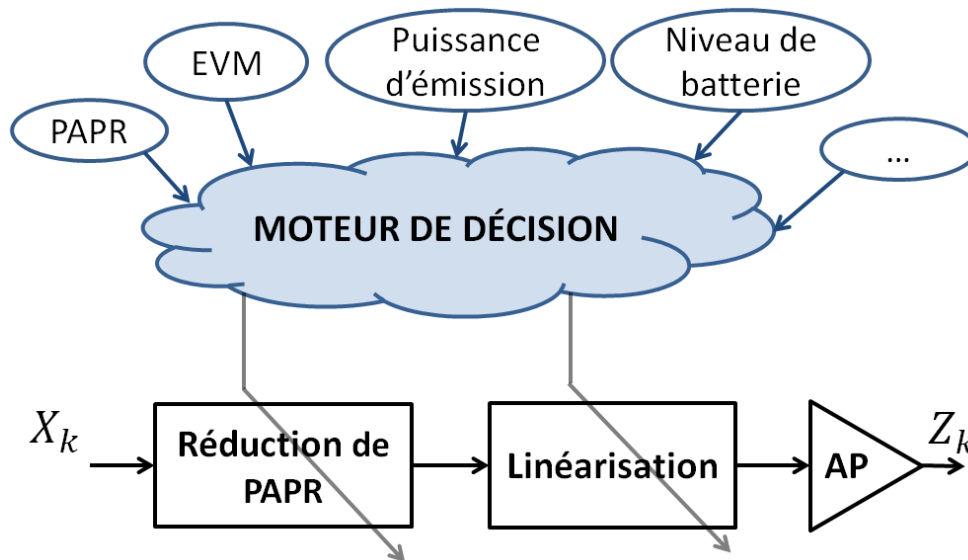 PAPR
EVM
Puissance
d'émission
Niveau de
batterie
...
MOTEUR DE DÉCISION
X_k
Réduction de
PAPR
Linéarisation
AP
Z_k